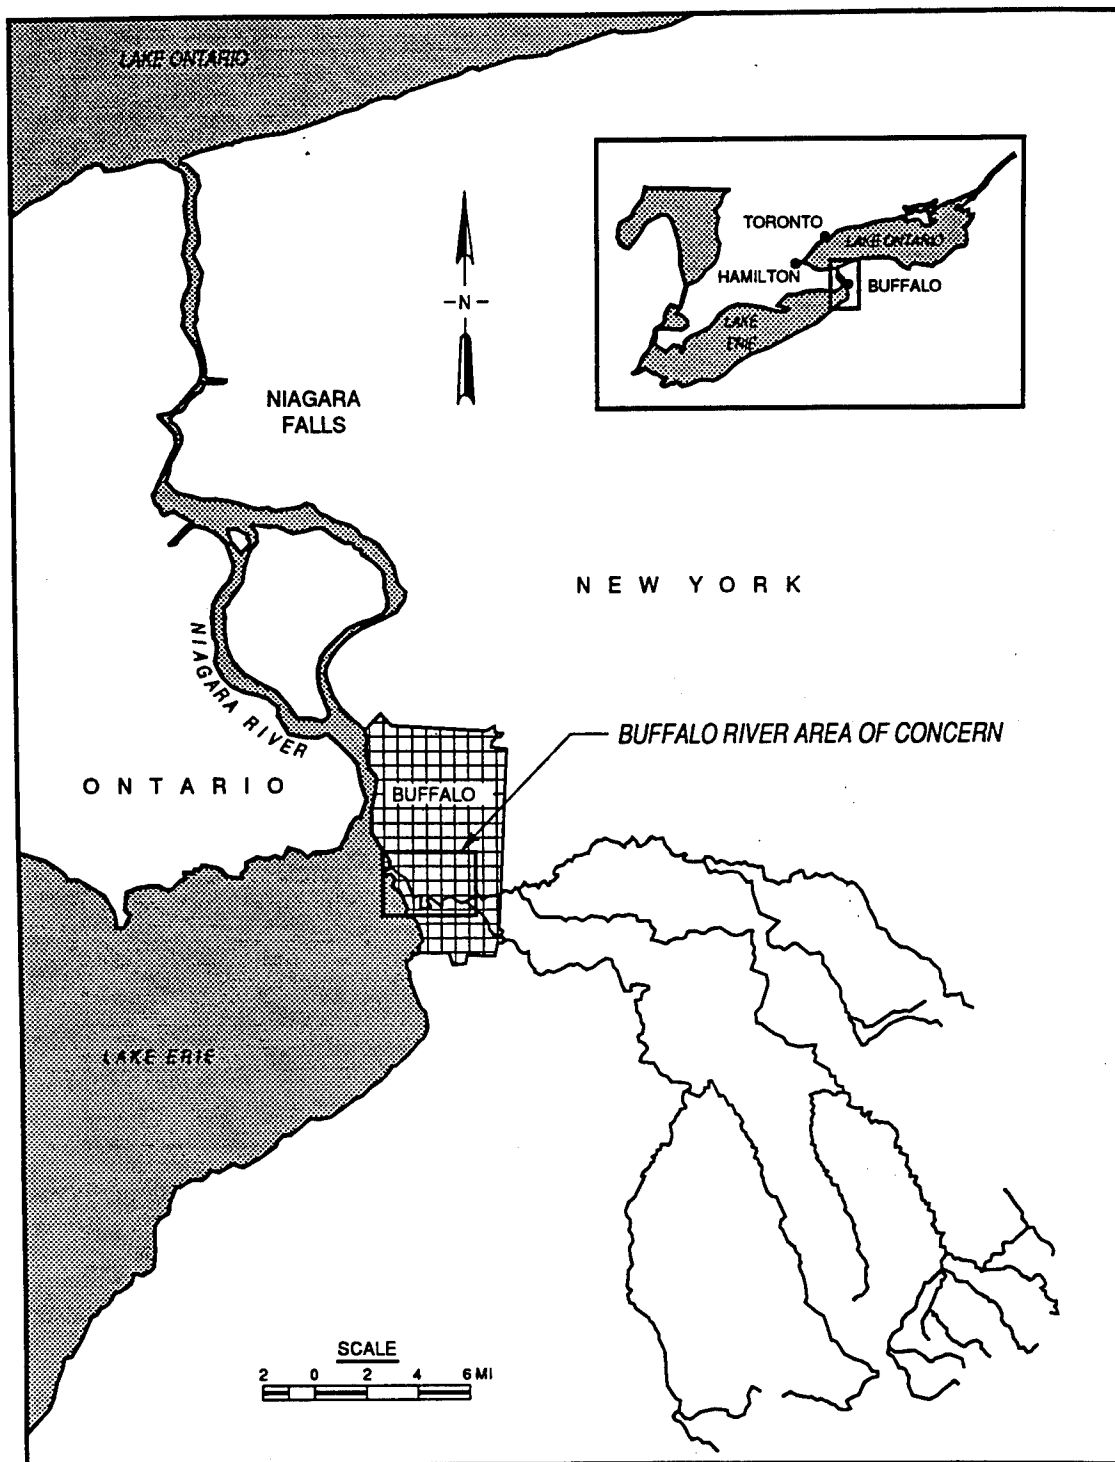 LAKE ONTARIO
TORONTO
LAKE ONTARIO
HAMILTON
BUFFALO
LAKE
ERIE
-N-
NIAGARA
FALLS
NEW YORK
NIAGARA RIVER
BUFFALO RIVER AREA OF CONCERN
ONTARIO
BUFFALO
LAKE ERIE
SCALE
2 0 2 4 6 MI